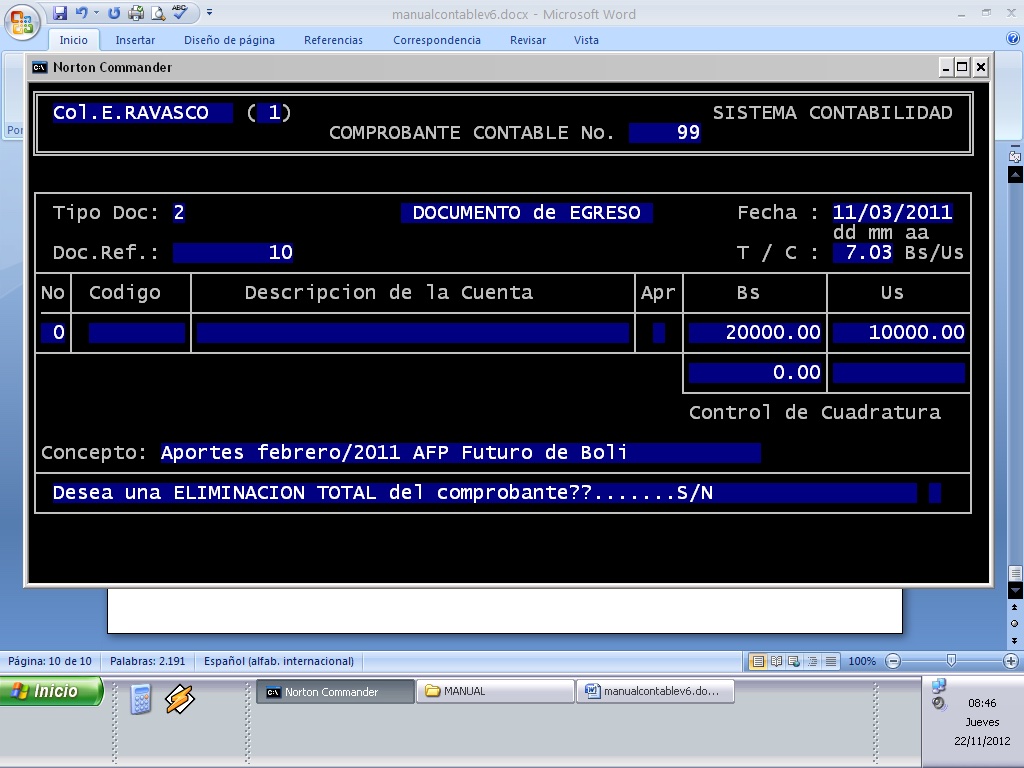 manualcontablev6.docx - Microsoft Word
Inicio Insertar Diseño de página Referencias Correspondencia Revisar Vista
Por
Norton Commander
Col.E.RAVASCO ( 1) SISTEMA CONTABILIDAD
COMPROBANTE CONTABLE No. 99
Tipo Doc: 2 DOCUMENTO de EGRESO Fecha : 11/03/2011
dd mm aa
Doc.Ref.: 10 T / C : 7.03 Bs/Us
No Codigo Descripcion de la Cuenta Apr Bs Us
0 20000.00 10000.00
0.00
Control de Cuadratura
Concepto: Aportes febrero/2011 AFP Futuro de Boli
Desea una ELIMINACION TOTAL del comprobante??.......S/N
Página: 10 de 10 Palabras: 2.191 Español (alfab. internacional) 100%
Inicio Norton Commander MANUAL manualcontablev6.do...
08:46
Jueves
22/11/2012